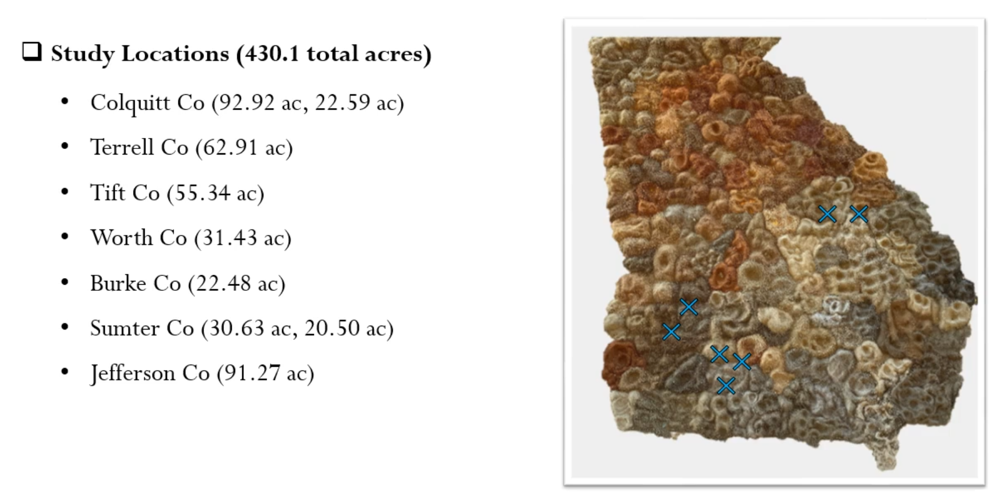 Study Locations (430.1 total acres)
Colquitt Co (92.92 ac, 22.59 ac)
Terrell Co (62.91 ac)
Tift Co (55.34 ac)
Worth Co (31.43 ac)
Burke Co (22.48 ac)
Sumter Co (30.63 ac, 20.50 ac)
Jefferson Co (91.27 ac)